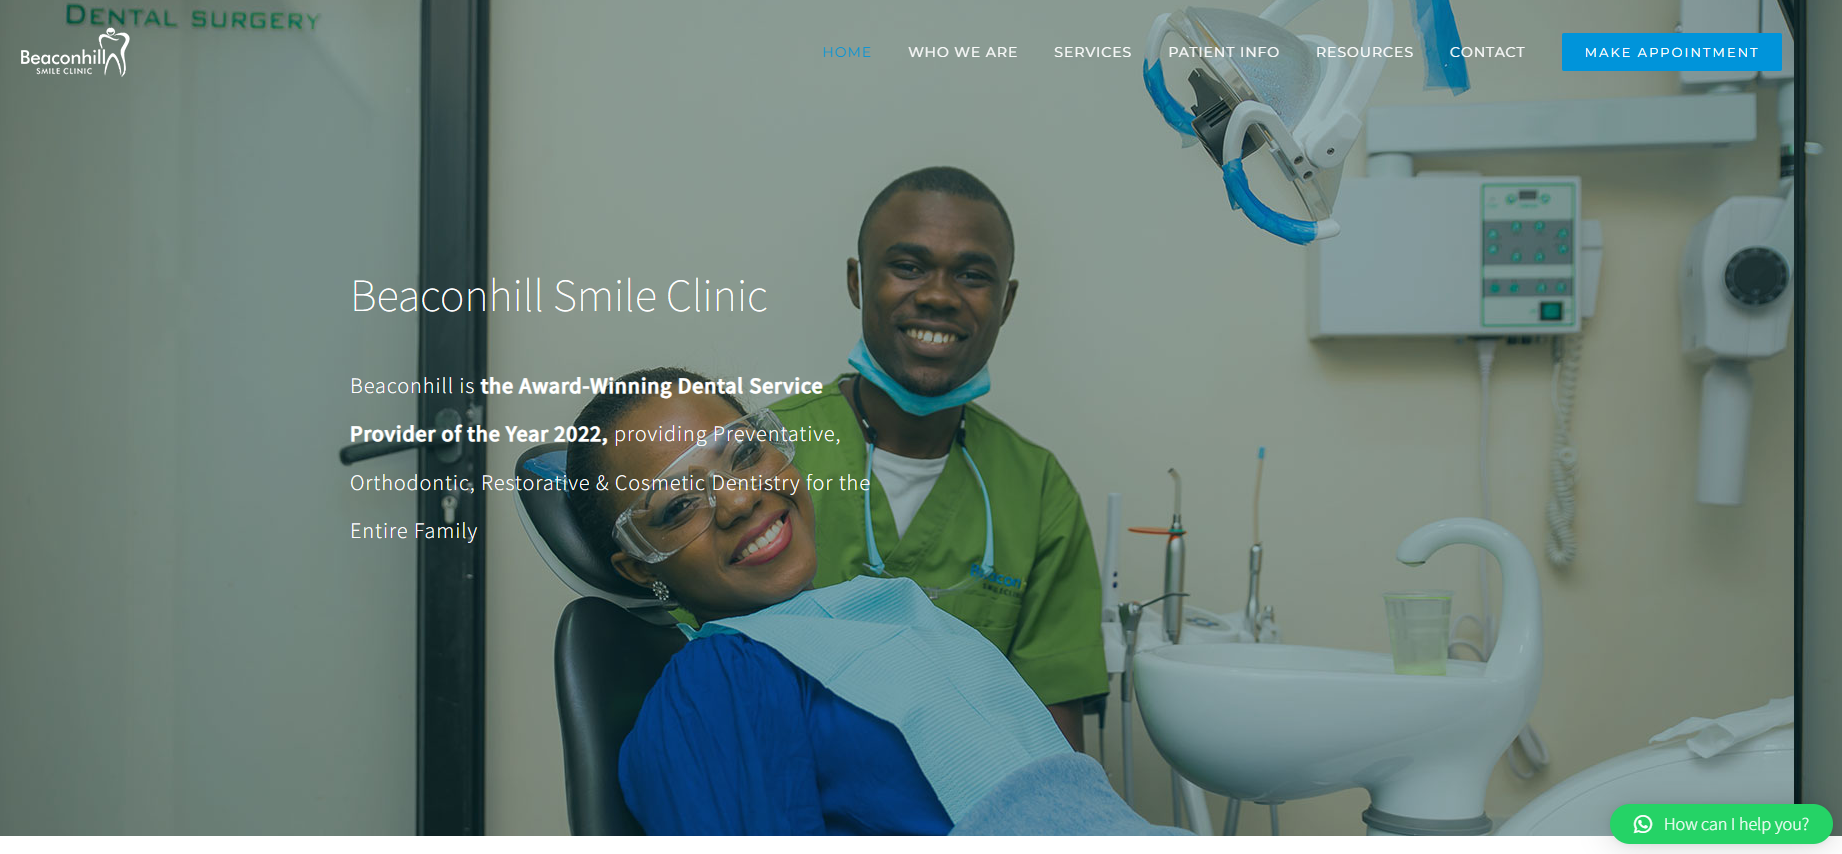 DENTAL SURGERY
Beaconhill
SMILE CLINIC
HOME
WHO WE ARE
SERVICES
PATIENT INFO
RESOURCES
CONTACT
MAKE APPOINTMENT
Beaconhill Smile Clinic
Beaconhill is the Award-Winning Dental Service
Provider of the Year 2022, providing Preventative,
Orthodontic, Restorative & Cosmetic Dentistry for the
Entire Family
How can I help you?